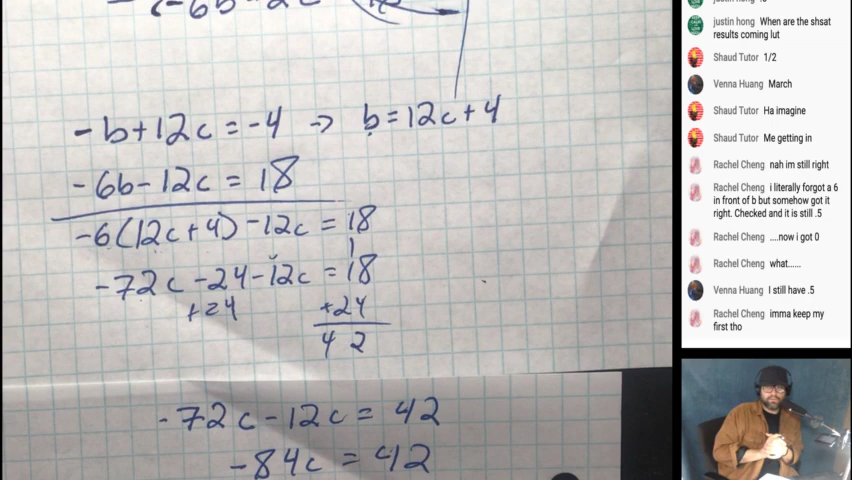 -b+12c=-4 → b=12c+4
-6b-12c=18
-6(12c+4)-12c=18
1
-72c-24-12c=18
+24 +24
42
-72c-12c=42
-84c=42
justin hong When are the shsat
results coming lut
Shaud Tutor 1/2
Venna Huang March
Shaud Tutor Ha imagine
Shaud Tutor Me getting in
Rachel Cheng nah im still right
Rachel Cheng i literally forgot a 6
in front of b but somehow got it
right. Checked and it is still .5
Rachel Cheng ....now i got 0
Rachel Cheng what......
Venna Huang I still have .5
Rachel Cheng imma keep my
first tho